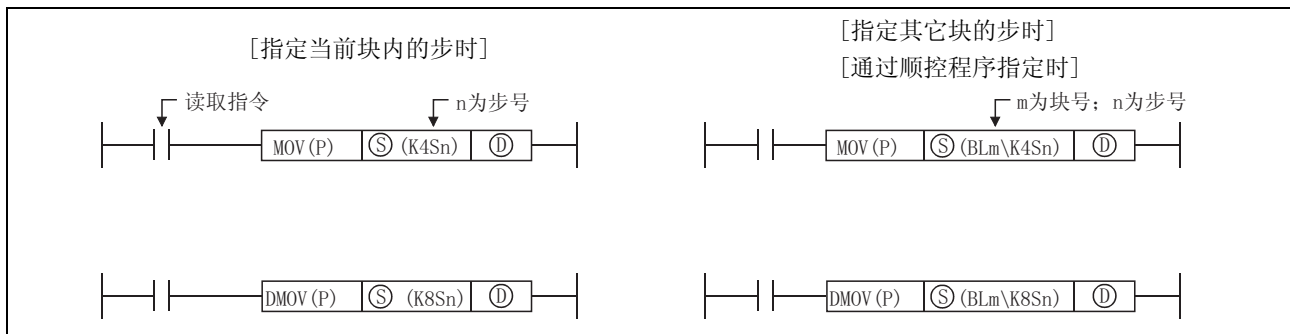 [指定当前块内的步时]
读取指令
n为步号
MOV(P) Ⓢ (K4Sn) Ⓓ
DMOV(P) Ⓢ (K8Sn) Ⓓ
[指定其它块的步时]
[通过顺控程序指定时]
m为块号；n为步号
MOV(P) Ⓢ(BLm\K4Sn) Ⓓ
DMOV(P) Ⓢ(BLm\K8Sn) Ⓓ